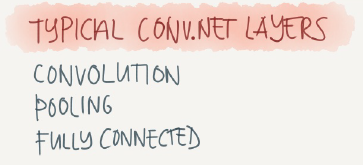 TYPICAL CONV.NET LAYERS
CONVOLUTION
POOLING
FULLY CONNECTED